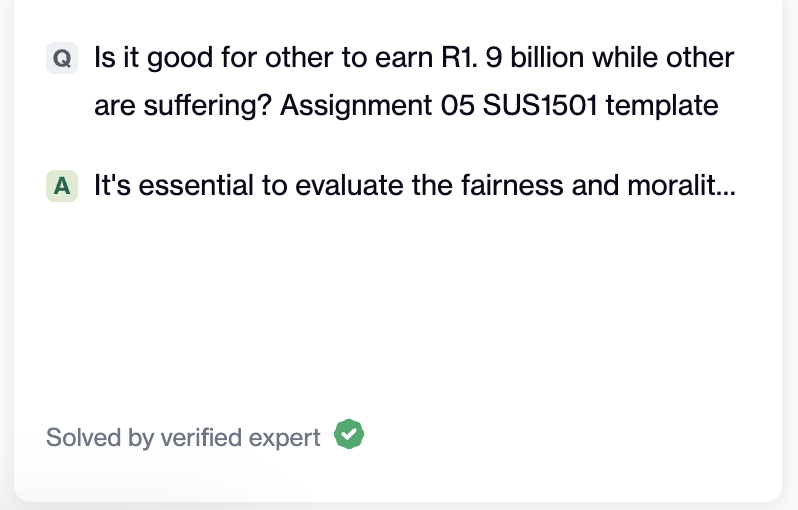 Q Is it good for other to earn R1. 9 billion while other
are suffering? Assignment 05 SUS1501 template
A It's essential to evaluate the fairness and moralit...
Solved by verified expert